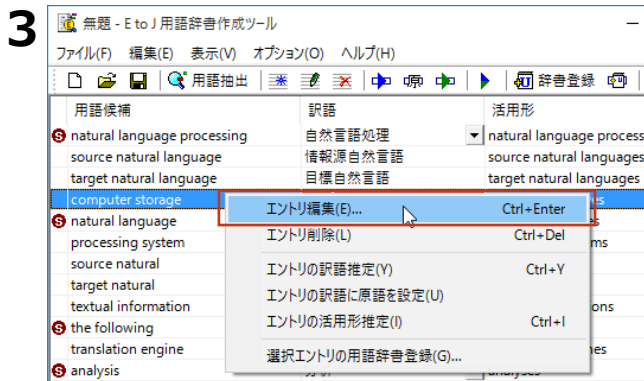 3
無題 - E to J 用語辞書作成ツール
ファイル(F) 編集(E) 表示(V) オプション(O) ヘルプ(H)
用語抽出 辞書登録
用語候補 訳語 活用形
S natural language processing 自然言語処理 natural language process
source natural language 情報源自然言語 source natural languages
target natural language 目標自然言語 target natural languages
computer storage
エントリ編集(E)... Ctrl+Enter
S natural language
エントリ削除(L) Ctrl+Del
processing system ms
source natural
エントリの訳語推定(Y) Ctrl+Y
target natural
エントリの訳語に原語を設定(U)
textual information ons
エントリの活用形推定(I) Ctrl+I
S the following
translation engine es
選択エントリの用語辞書登録(G)...
S analysis